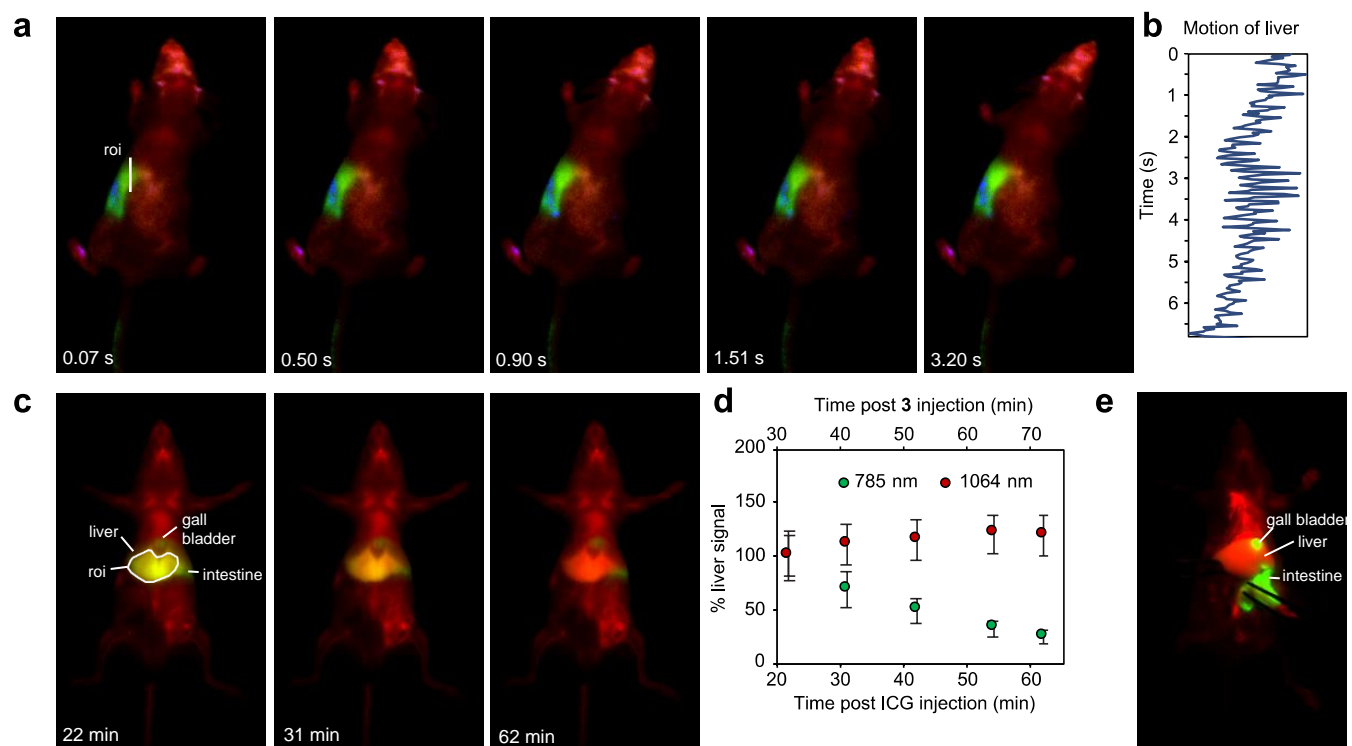 a
roi
0.07 s
0.50 s
0.90 s
1.51 s
3.20 s
b
Motion of liver
Time (s)
0
1
2
3
4
5
6
c
liver
gall
bladder
roi
intestine
22 min
31 min
62 min
d
Time post 3 injection (min)
30 40 50 60 70
% liver signal
200
150
100
50
0
785 nm 1064 nm
20 30 40 50 60
Time post ICG injection (min)
e
gall bladder
liver
intestine